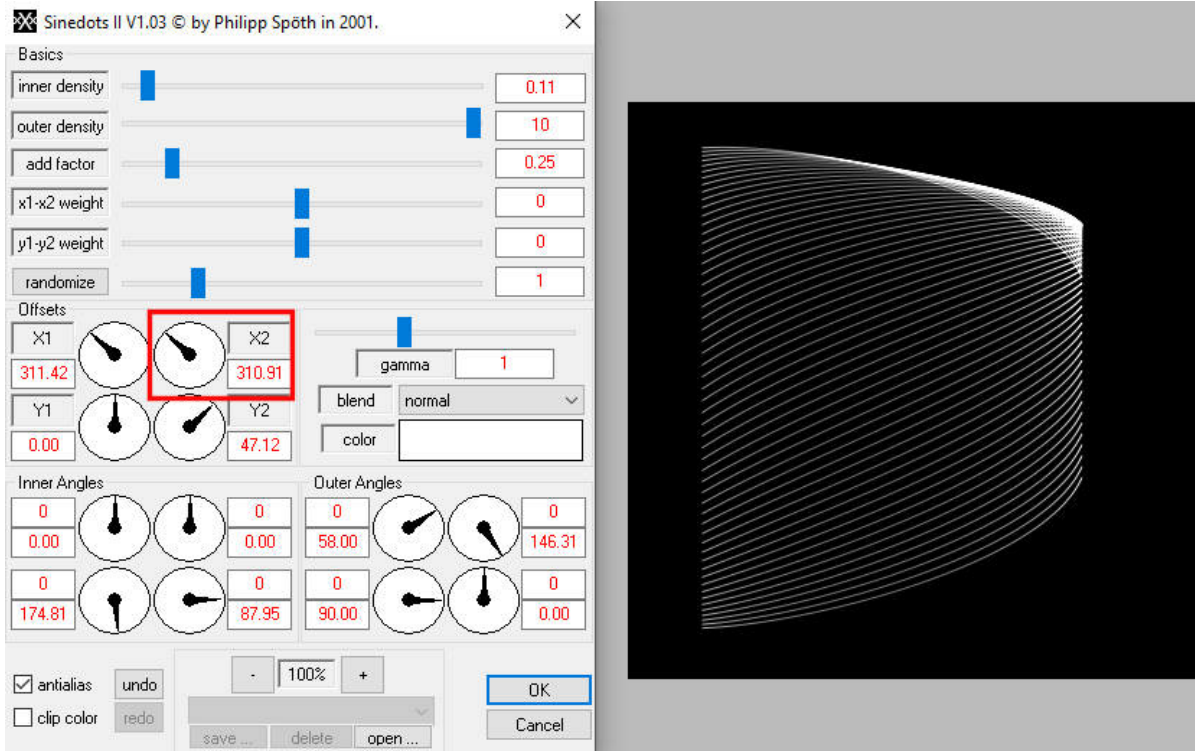 Sinedots II V1.03 © by Philipp Spöth in 2001.
Basics
inner density 0.11
outer density 10
add factor 0.25
x1-x2 weight 0
y1-y2 weight 0
randomize 1
Offsets
X1 X2
311.42 310.91
Y1 Y2
0.00 47.12
gamma 1
blend normal
color
Inner Angles
0 0
0.00 0.00
0 0
174.81 87.95
Outer Angles
0 0
58.00 146.31
0 0
90.00 0.00
antialias undo
clip color redo
- 100% +
save ... delete open ...
OK
Cancel